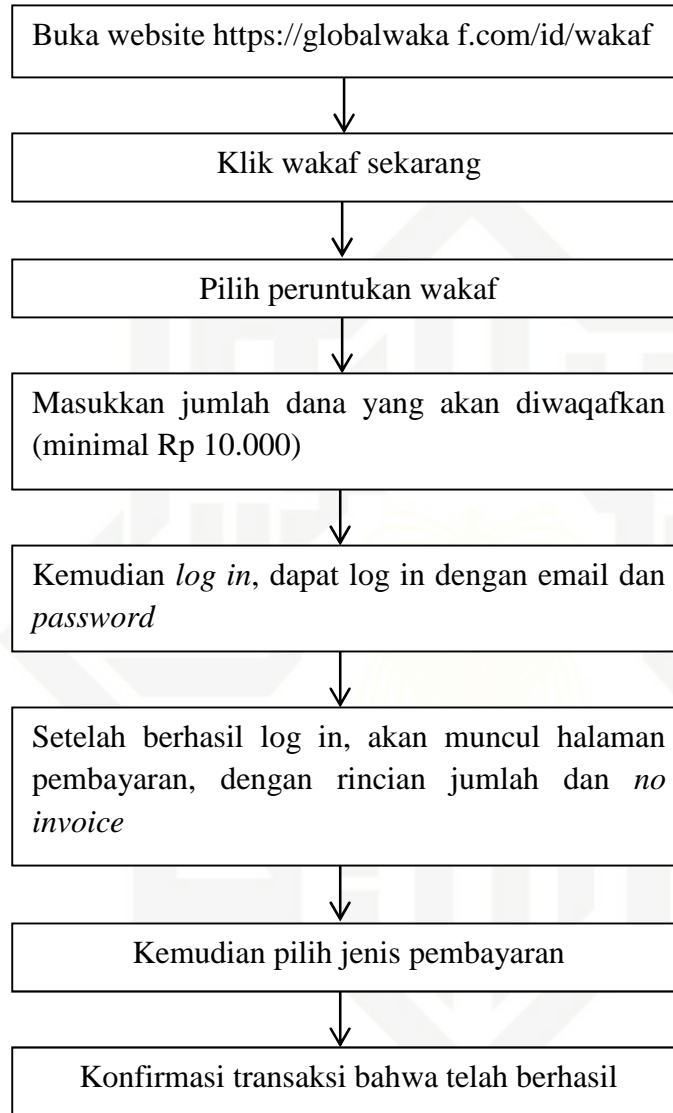 Buka website https://globalwaka f.com/id/wakaf
Klik wakaf sekarang
Pilih peruntukan wakaf
Masukkan jumlah dana yang akan diwaqafkan
(minimal Rp 10.000)
Kemudian log in, dapat log in dengan email dan
password
Setelah berhasil log in, akan muncul halaman
pembayaran, dengan rincian jumlah dan no
invoice
Kemudian pilih jenis pembayaran
Konfirmasi transaksi bahwa telah berhasil